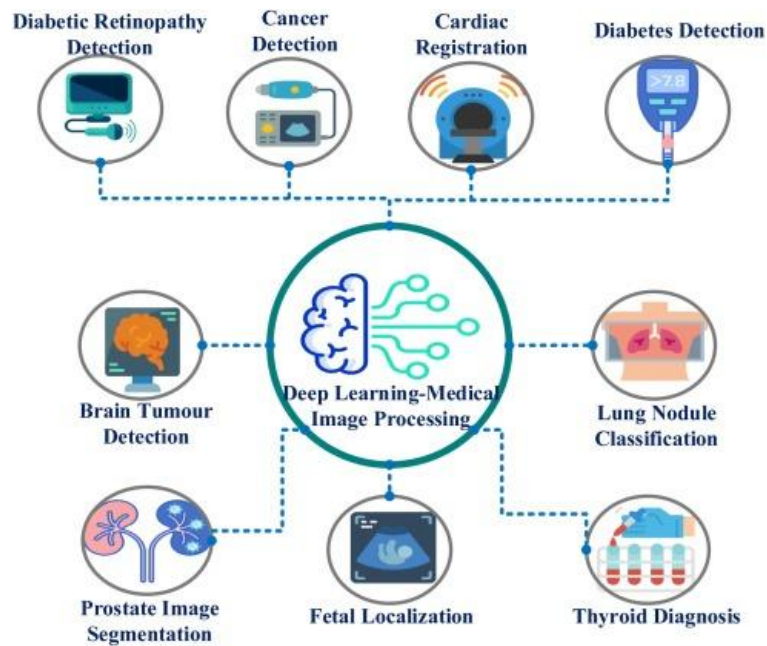 Diabetic Retinopathy
Detection
Cancer
Detection
Cardiac
Registration
Diabetes Detection
>7.8
Deep Learning-Medical
Image Processing
Brain Tumour
Detection
Lung Nodule
Classification
Prostate Image
Segmentation
Fetal Localization
Thyroid Diagnosis